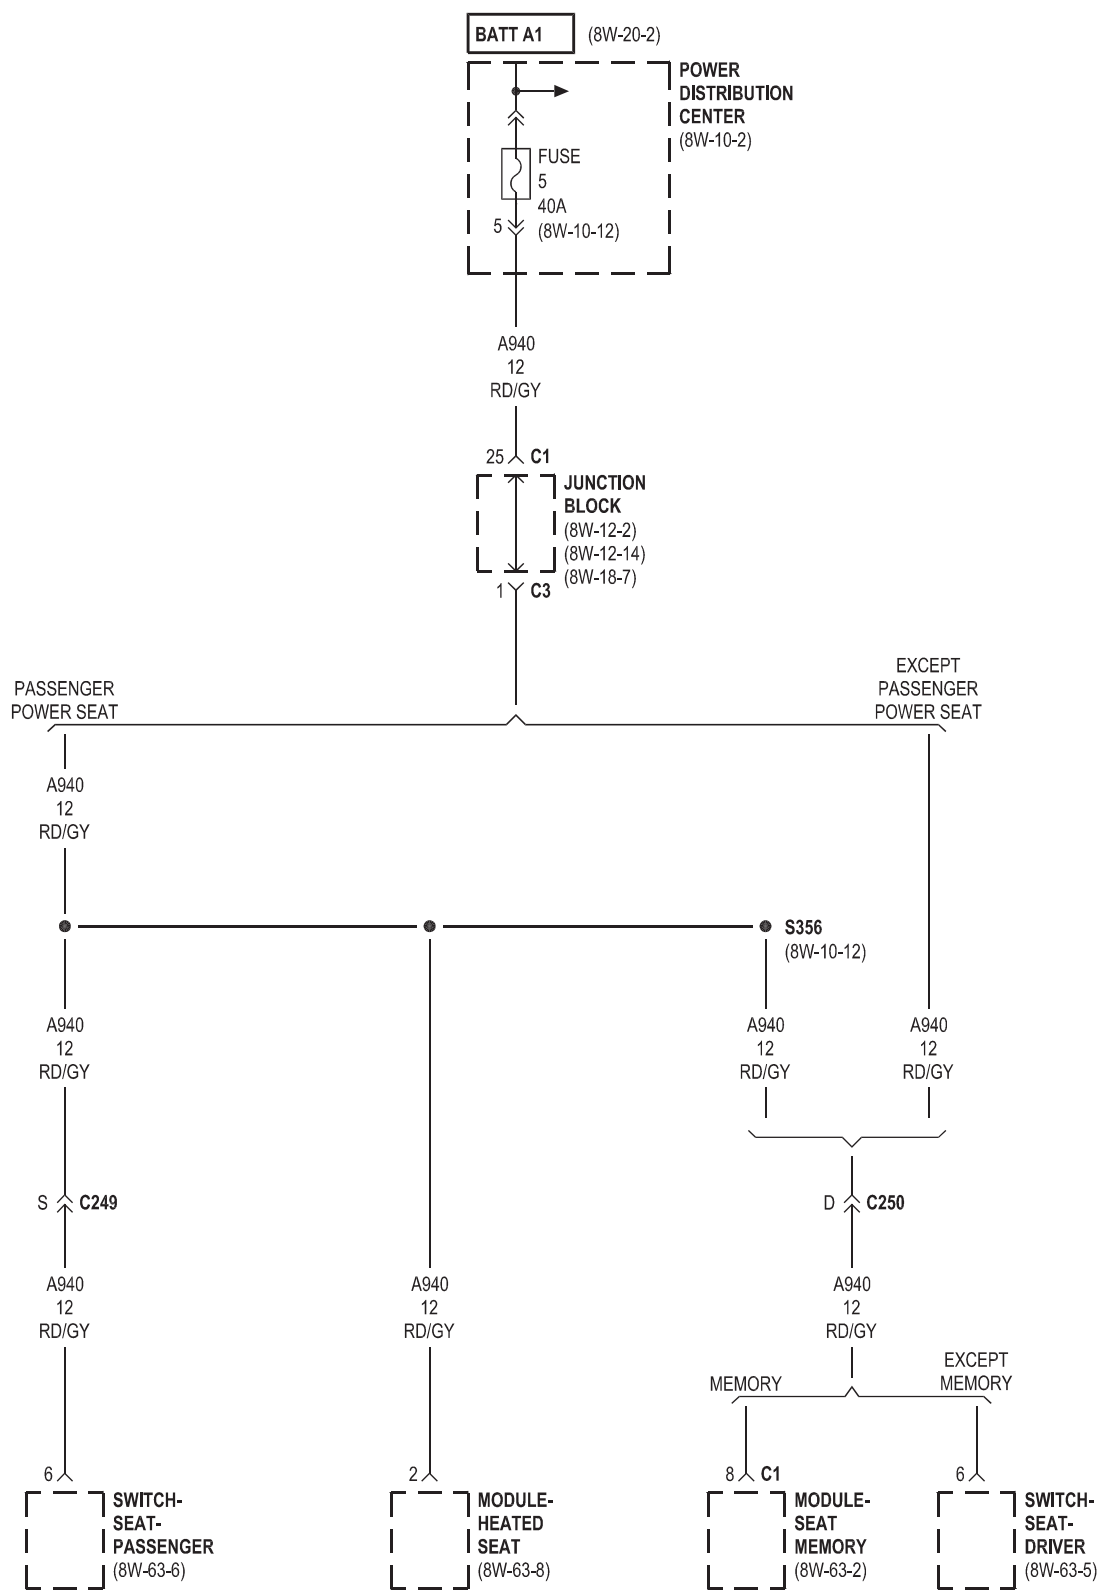 BATT A1 (8W-20-2)
POWER
DISTRIBUTION
CENTER
(8W-10-2)
FUSE
5
40A
5 (8W-10-12)
A940
12
RD/GY
25 C1
JUNCTION
BLOCK
(8W-12-2)
(8W-12-14)
(8W-18-7)
1 C3
PASSENGER
POWER SEAT
EXCEPT
PASSENGER
POWER SEAT
A940
12
RD/GY
S356
(8W-10-12)
A940
12
RD/GY
A940
12
RD/GY
A940
12
RD/GY
S C249
D C250
A940
12
RD/GY
A940
12
RD/GY
A940
12
RD/GY
MEMORY
EXCEPT
MEMORY
6
2
8 C1
6
SWITCH-
SEAT-
PASSENGER
(8W-63-6)
MODULE-
HEATED
SEAT
(8W-63-8)
MODULE-
SEAT
MEMORY
(8W-63-2)
SWITCH-
SEAT-
DRIVER
(8W-63-5)